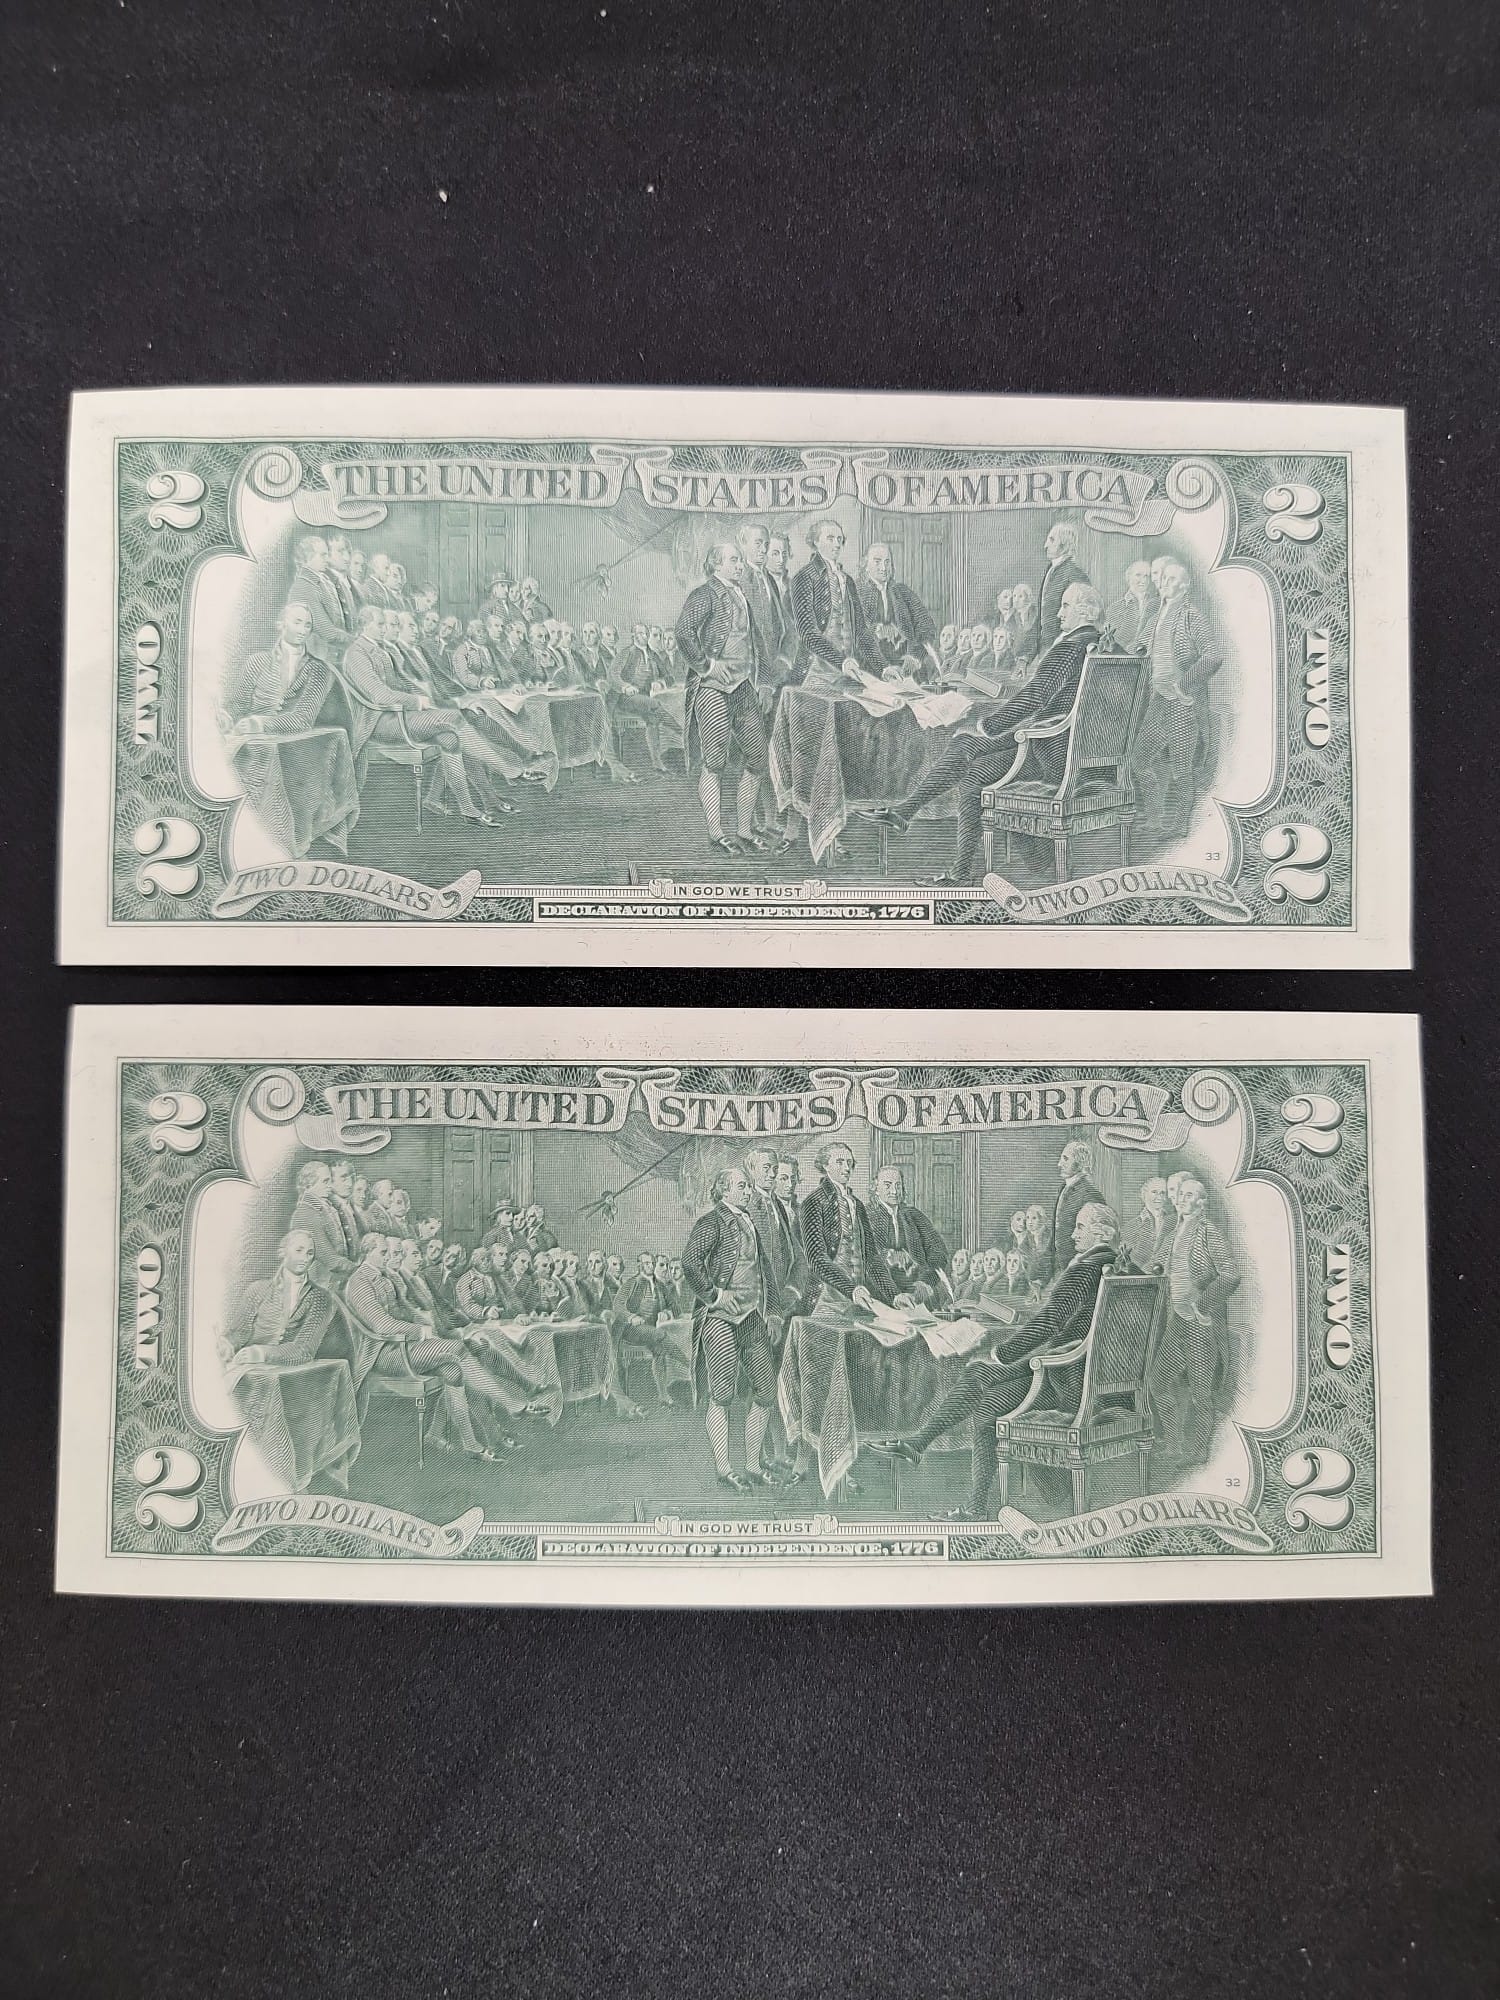 2 THE UNITED STATES OF AMERICA 2
TWO TWO
33
2 TWO DOLLARS IN GOD WE TRUST TWO DOLLARS 2
DECLARATION OF INDEPENDENCE, 1776
2 THE UNITED STATES OF AMERICA 2
TWO TWO
32
2 TWO DOLLARS IN GOD WE TRUST TWO DOLLARS 2
DECLARATION OF INDEPENDENCE, 1776